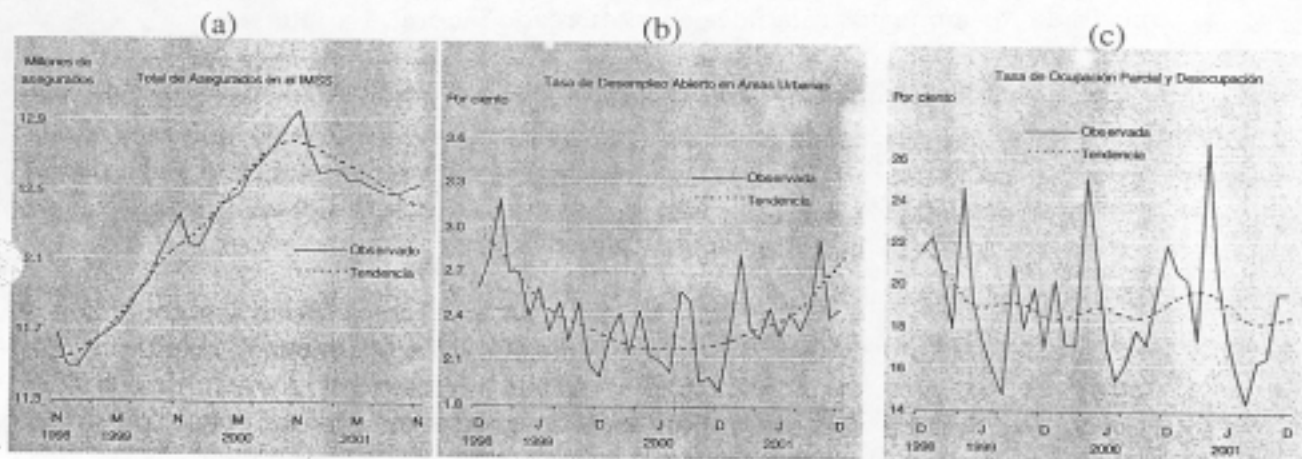 (a)
Millones de
asegurados
Total de Asegurados en el IMSS
12.9
12.5
12.1
11.7
11.3
Observado
Tendencia
N M N M N M N
1998 1999 2000 2001
(b)
Tasa de Desempleo Abierto en Areas Urbanas
Por ciento
3.6
3.3
3.0
2.7
2.4
2.1
1.8
Observada
Tendencia
D J D J D J D
1998 1999 2000 2001
(c)
Tasa de Ocupación Parcial y Desocupación
Por ciento
Observada
Tendencia
26
24
22
20
18
16
14
D J D J D J D
1998 1999 2000 2001